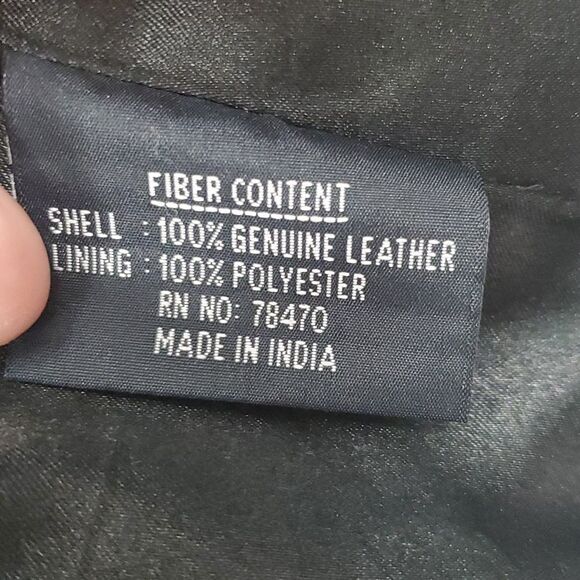 FIBER CONTENT
SHELL : 100% GENUINE LEATHER
LINING : 100% POLYESTER
RN NO: 78470
MADE IN INDIA